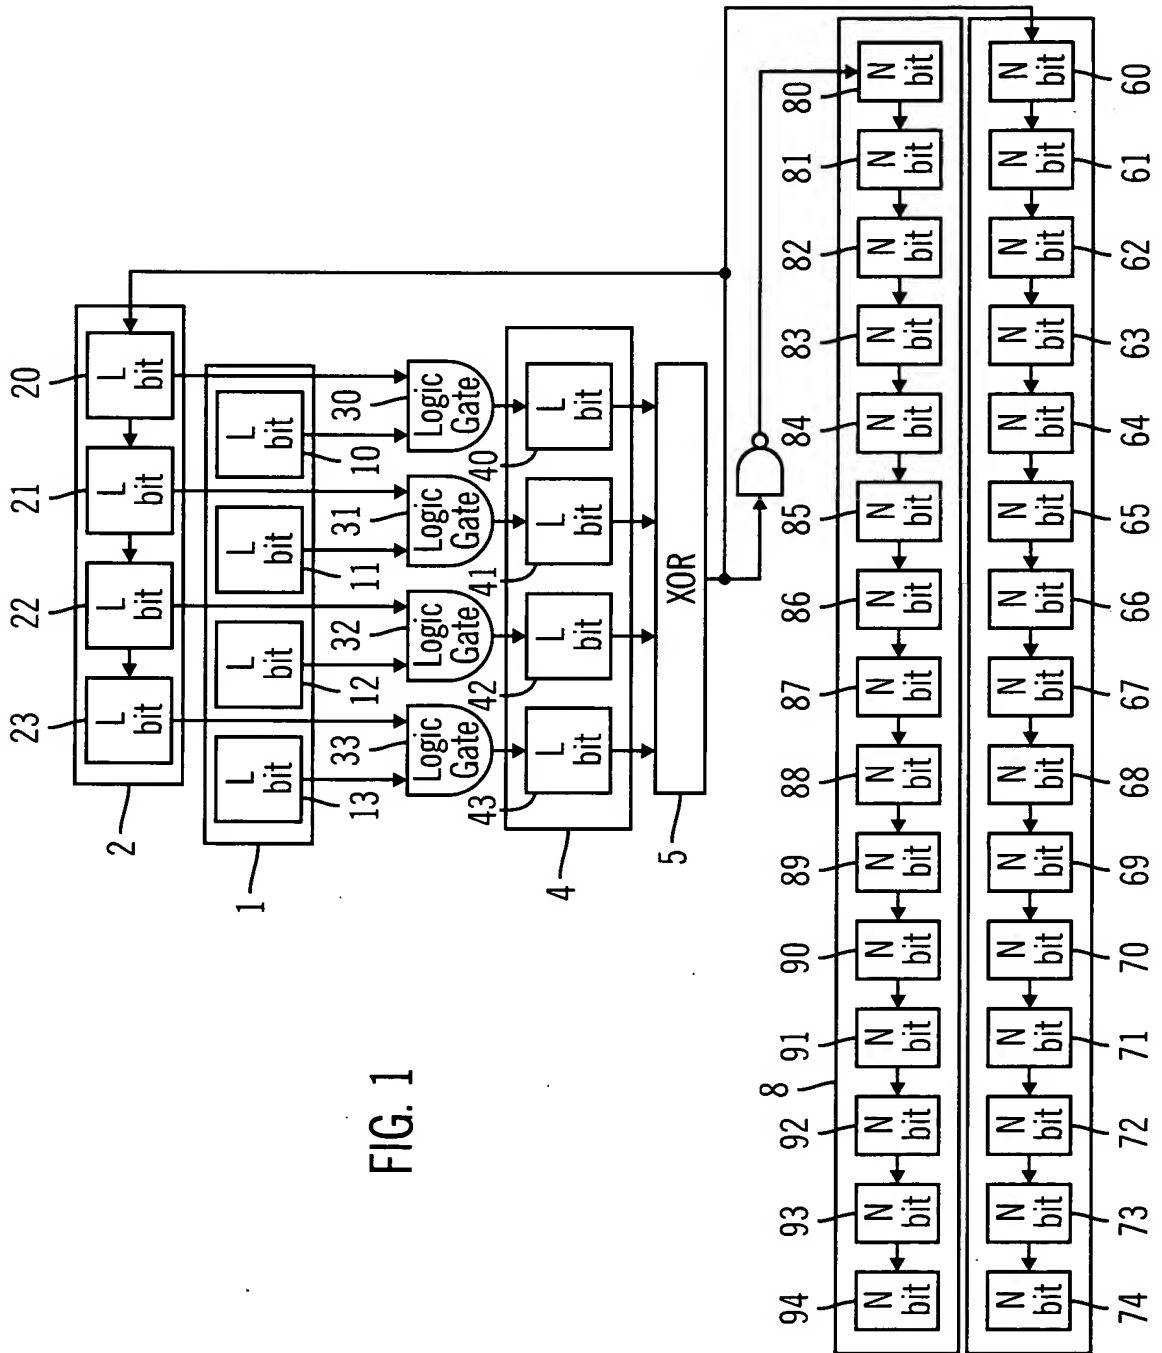 FIG. 1
2
23
L
bit
22
L
bit
21
L
bit
20
L
bit
1
13
L
bit
12
L
bit
11
L
bit
10
L
bit
33
Logic
Gate
32
Logic
Gate
31
Logic
Gate
30
Logic
Gate
4
43
L
bit
42
L
bit
41
L
bit
40
L
bit
5
XOR
8
94
N
bit
93
N
bit
92
N
bit
91
N
bit
90
N
bit
89
N
bit
88
N
bit
87
N
bit
86
N
bit
85
N
bit
84
N
bit
83
N
bit
82
N
bit
81
N
bit
80
N
bit
N
bit
74
N
bit
73
N
bit
72
N
bit
71
N
bit
70
N
bit
69
N
bit
68
N
bit
67
N
bit
66
N
bit
65
N
bit
64
N
bit
63
N
bit
62
N
bit
61
N
bit
60